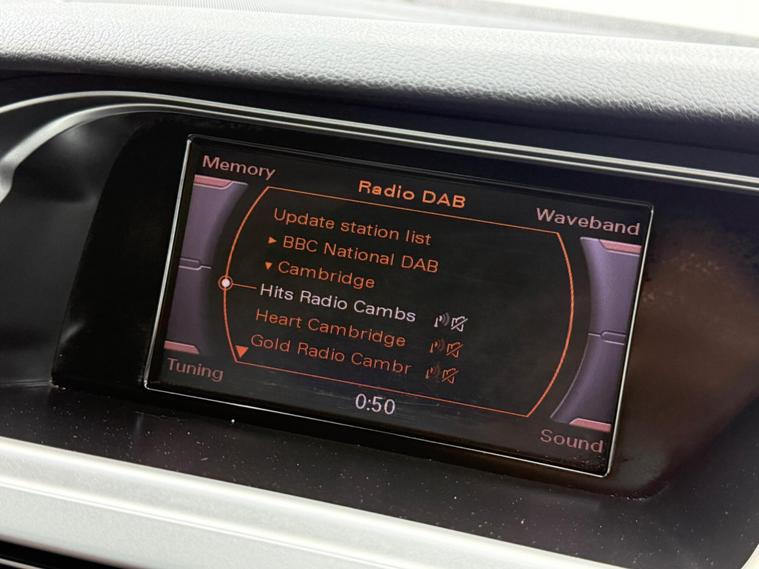 Memory
Radio DAB
Waveband
Update station list
BBC National DAB
Cambridge
Hits Radio Cambs
Heart Cambridge
Gold Radio Cambr
Tuning
0:50
Sound